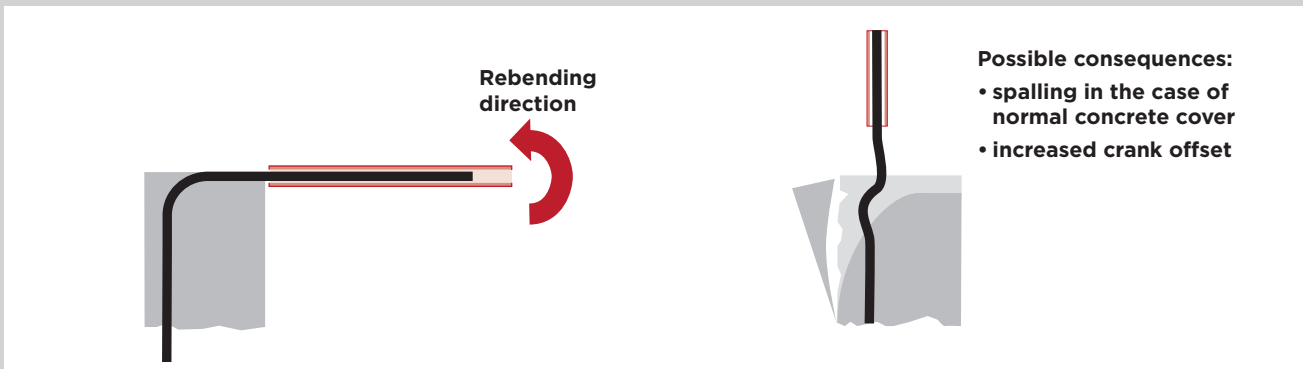 Rebending
direction
Possible consequences:
• spalling in the case of
normal concrete cover
• increased crank offset